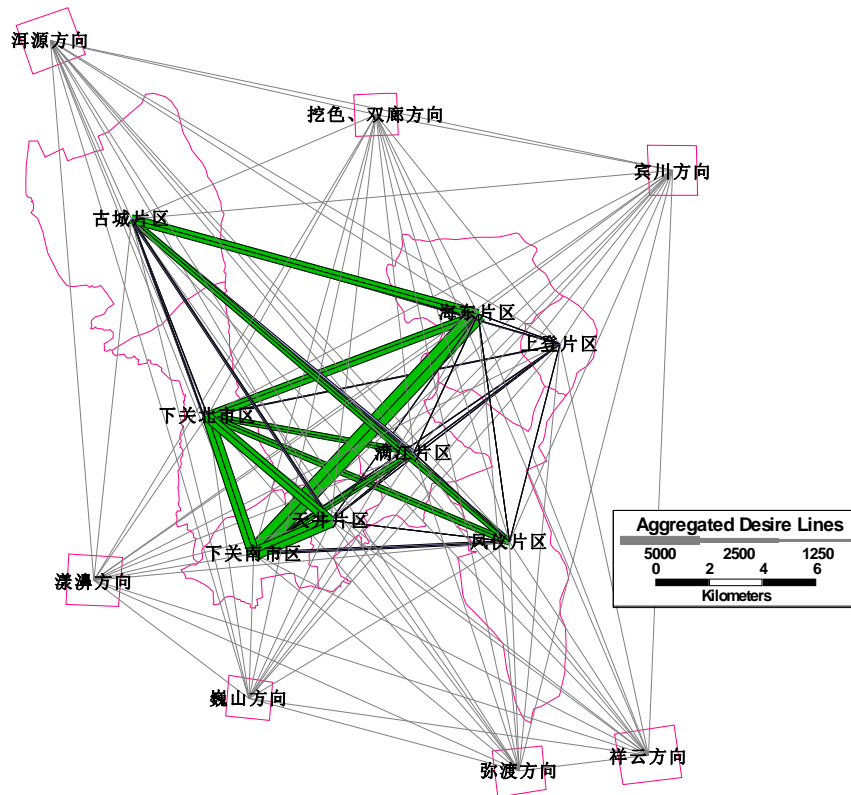 洱源方向
挖色、双廊方向
宾川方向
古城片区
海东片区
上登片区
下关北市区
满江片区
天井片区
下关南市区
凤仪片区
Aggregated Desire Lines
5000 2500 1250
0 2 4 6
Kilometers
漾濞方向
巍山方向
弥渡方向
祥云方向